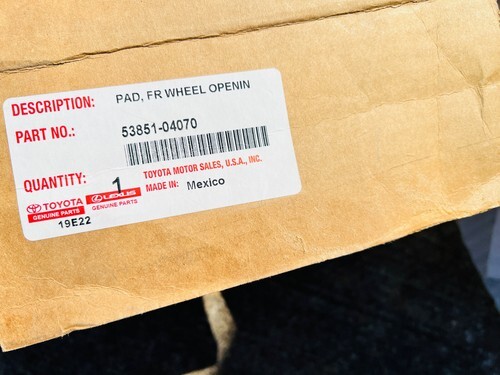 DESCRIPTION: PAD, FR WHEEL OPENIN
PART NO.: 53851-04070
TOYOTA MOTOR SALES, U.S.A., INC.
QUANTITY: 1 MADE IN: Mexico
TOYOTA LEXUS
GENUINE PARTS GENUINE PARTS
19E22